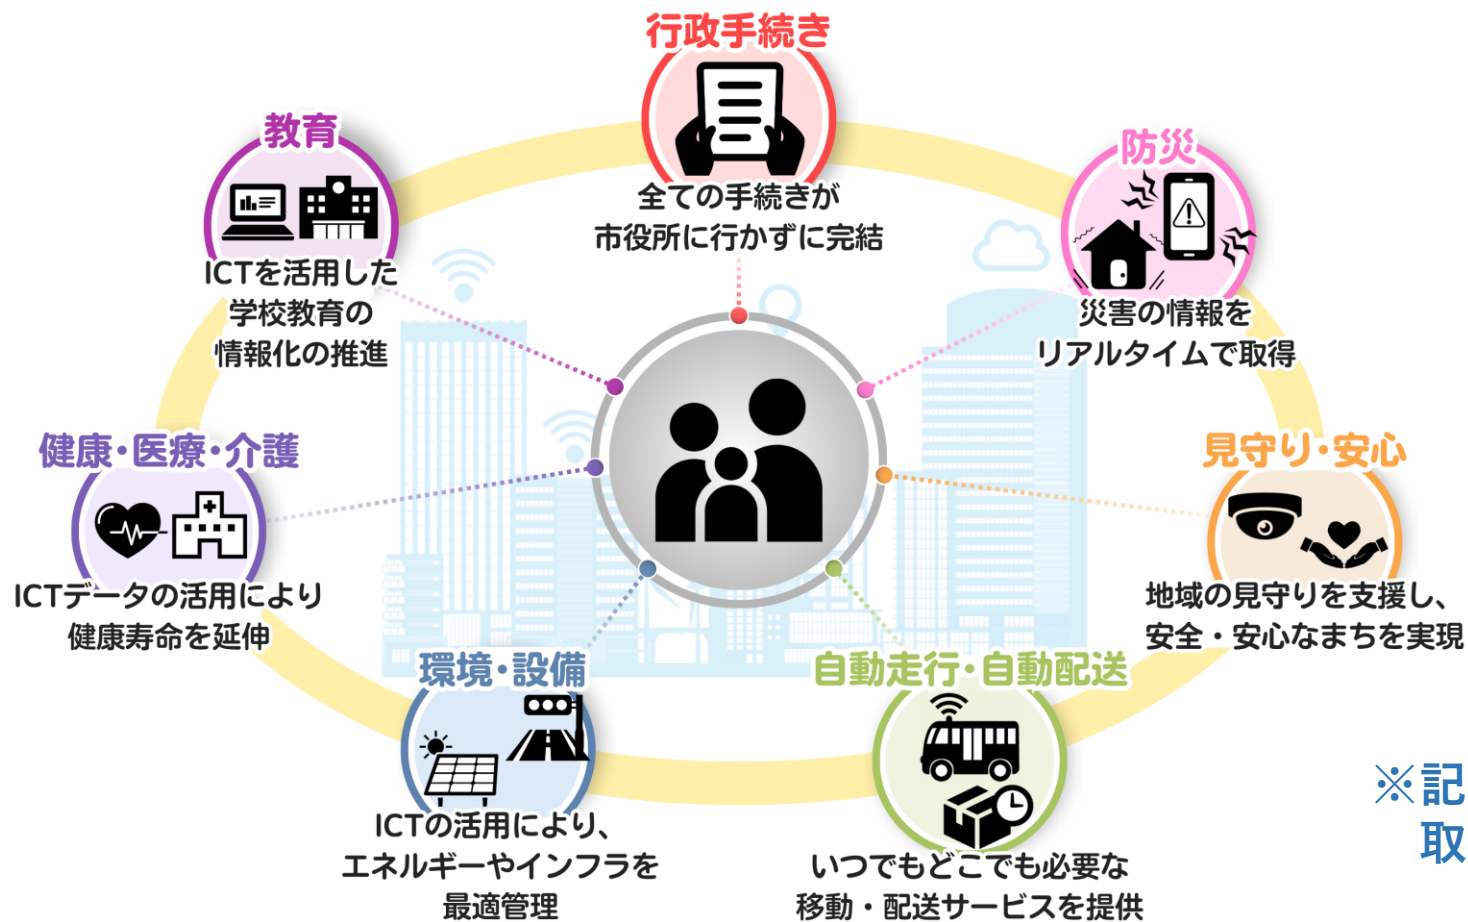 行政手続き
全ての手続きが
市役所に行かずに完結
防災
災害の情報を
リアルタイムで取得
見守り・安心
地域の見守りを支援し、
安全・安心なまちを実現
自動走行・自動配送
いつでもどこでも必要な
移動・配送サービスを提供
環境・設備
ICTの活用により、
エネルギーやインフラを
最適管理
健康・医療・介護
ICTデータの活用により
健康寿命を延伸
教育
ICTを活用した
学校教育の
情報化の推進
※記
取